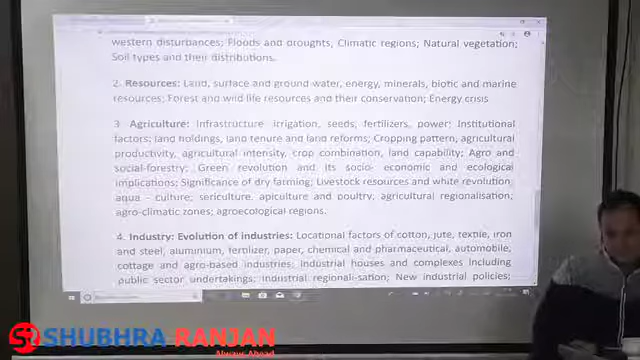 western disturbances; Floods and droughts, Climatic regions; Natural vegetation;
Soil types and their distributions.
2. Resources: Land, surface and ground water, energy, minerals, biotic and marine
resources; Forest and wild life resources and their conservation; Energy crisis
3. Agriculture: Infrastructure irrigation, seeds, fertilizers, power; Institutional
factors; land holdings, land tenure and land reforms; Cropping pattern, agricultural
productivity, agricultural intensity, crop combination, land capability; Agro and
social-forestry; Green revolution and its socio- economic and ecological
implications; Significance of dry farming; Livestock resources and white revolution;
aqua - culture; sericulture, apiculture and poultry, agricultural regionalisation;
agro-climatic zones; agroecological regions.
4. Industry: Evolution of industries: Locational factors of cotton, jute, textile, iron
and steel, aluminium, fertilizer, paper, chemical and pharmaceutical, automobile,
cottage and agro-based industries; Industrial houses and complexes including
public sector undertakings; Industrial regionali-sation; New industrial policies;
SHUBHRA RANJAN
Always Ahead